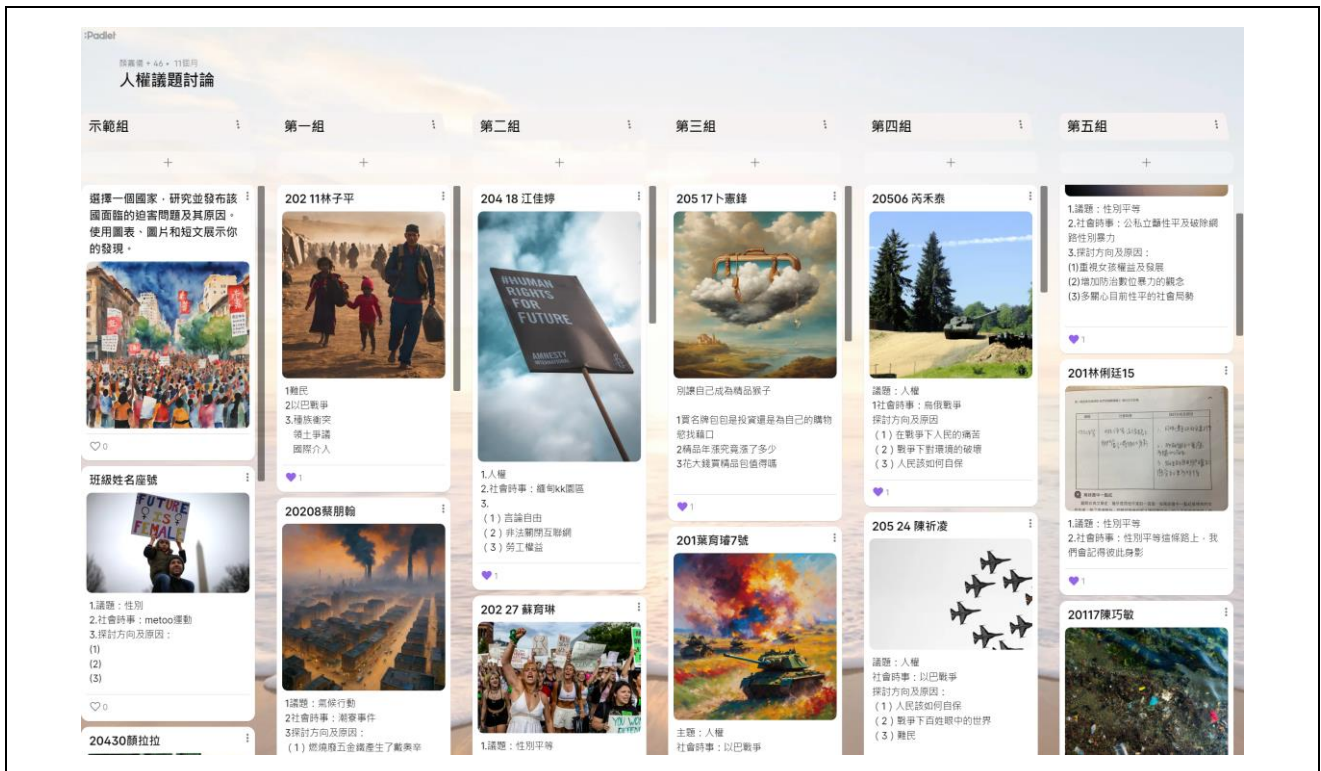 :Padlet
人權議題討論
示範組
選擇一個國家，研究並發布該
國面臨的迫害問題及其原因。
使用圖表、圖片和短文展示你
的發現。
0
班級姓名座號
FUTURE
IS
FEMALE
1.議題：性別
2.社會時事：metoo運動
3.探討方向及原因：
(1)
(2)
(3)
0
20430顏拉拉
第一組
202 11林子平
1難民
2以巴戰爭
3.種族衝突
領土爭議
國際介入
1
20208蔡朋翰
1議題：氣候行動
2社會時事：潮寮事件
3探討方向及原因：
(1) 燃燒廢五金鐵產生了戴奧辛
第二組
204 18 江佳婷
#HUMAN
RIGHTS
FOR
FUTURE
AMNESTY
INTERNATIONAL
1.人權
2.社會時事：緬甸kk園區
3.
(1) 言論自由
(2) 非法關閉互聯網
(3) 勞工權益
1
202 27 蘇育琳
1.議題：性別平等
第三組
205 17卜憲鋒
別讓自己成為精品猴子
1買名牌包包是投資還是為自己的購物
慾找藉口
2精品年漲究竟漲了多少
3花大錢買精品包值得嗎
1
201葉育璿7號
主題：人權
社會時事：以巴戰爭
第四組
20506 芮禾泰
議題：人權
1社會時事：烏俄戰爭
探討方向及原因
(1) 在戰爭下人民的痛苦
(2) 戰爭下對環境的破壞
(3) 人民該如何自保
1
205 24 陳祈凌
議題：人權
社會時事：以巴戰爭
探討方向及原因：
(1) 人民該如何自保
(2) 戰爭下百姓眼中的世界
(3) 難民
第五組
1.議題：性別平等
2.社會時事：公私立聽性平及破除網
路性別暴力
3.探討方向及原因：
(1)重視女孩權益及發展
(2)增加防治數位暴力的觀念
(3)多關心目前性平的社會局勢
1
201林俐廷15
1.議題：性別平等
2.社會時事：性別平等這條路上，我
們會記得彼此身影
1
20117陳巧敏